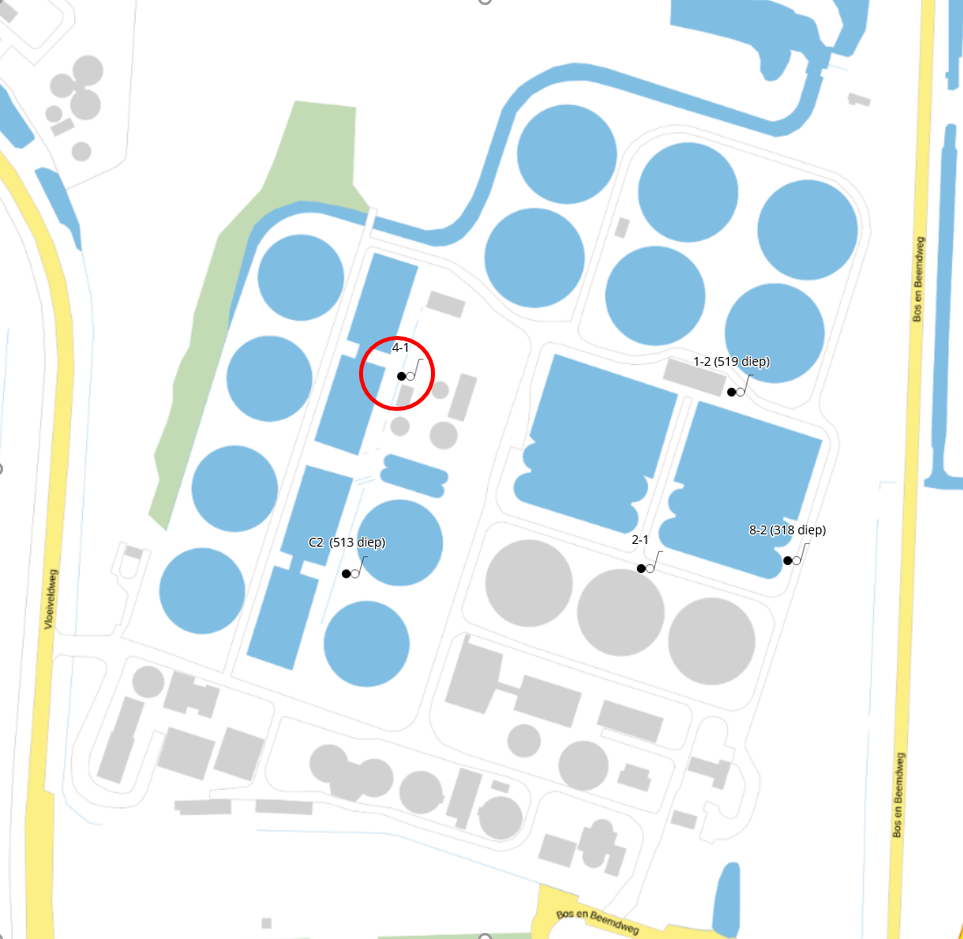 Bos en Beemdweg
4-1
1-2 (519 diep)
8-2 (318 diep)
2-1
C2 (513 diep)
Vloeiveldweg
Bos en Beemdweg
Bos en Beemdweg